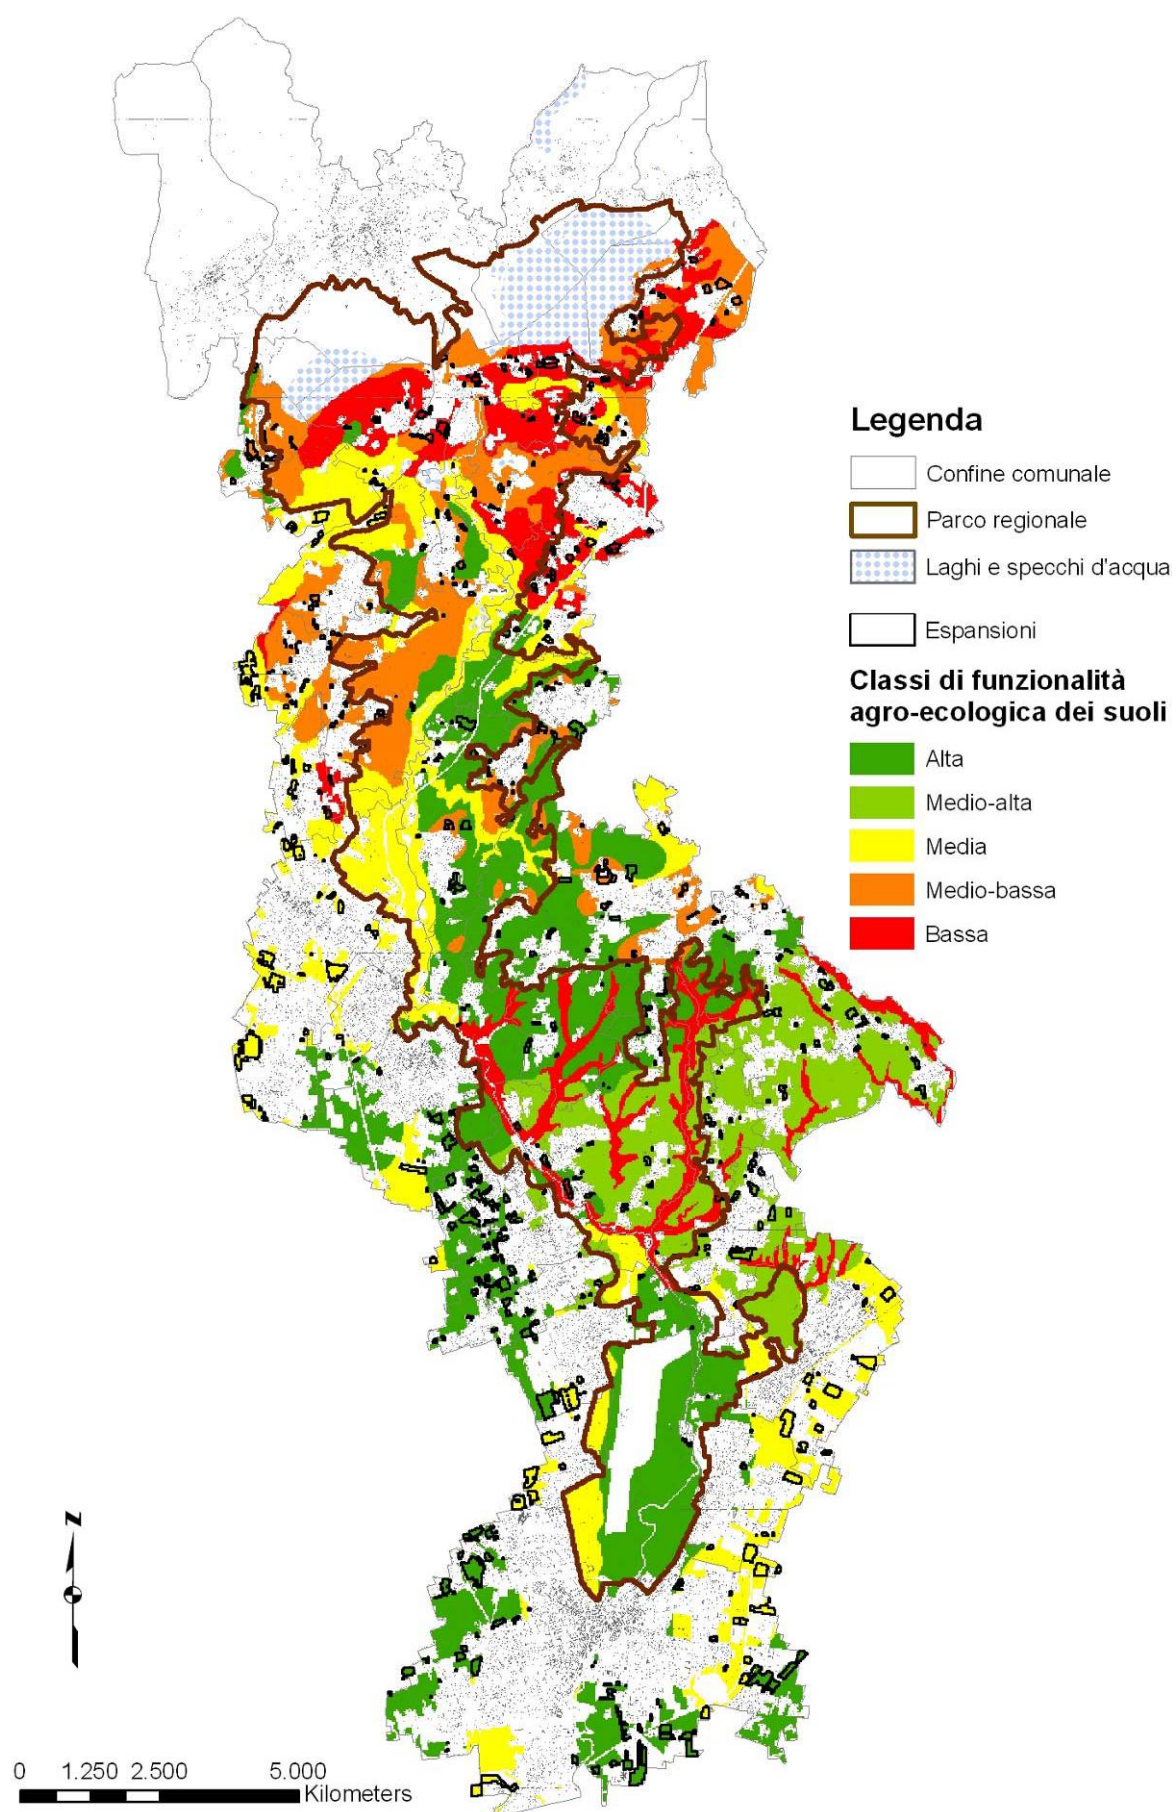 Legenda
Confine comunale
Parco regionale
Laghi e specchi d'acqua
Espansioni
Classi di funzionalità
agro-ecologica dei suoli
Alta
Medio-alta
Media
Medio-bassa
Bassa
N
0 1.250 2.500 5.000
Kilometers